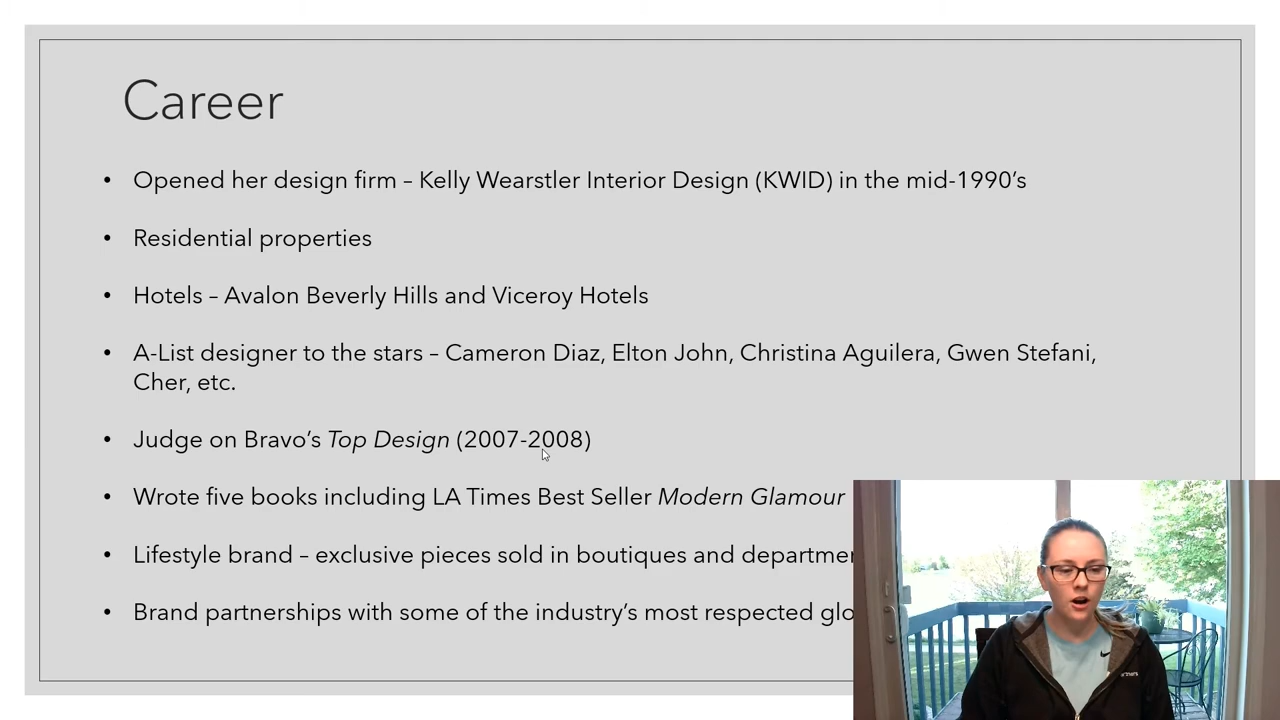 Career
• Opened her design firm – Kelly Wearstler Interior Design (KWID) in the mid-1990’s
• Residential properties
• Hotels – Avalon Beverly Hills and Viceroy Hotels
• A-List designer to the stars – Cameron Diaz, Elton John, Christina Aguilera, Gwen Stefani,
Cher, etc.
• Judge on Bravo’s Top Design (2007-2008)
• Wrote five books including LA Times Best Seller Modern Glamour
• Lifestyle brand – exclusive pieces sold in boutiques and
• Brand partnerships with some of the industry’s most respected